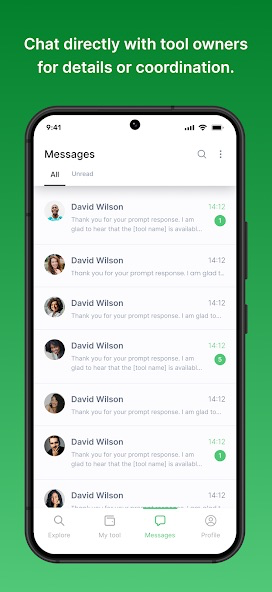 Chat directly with tool owners
for details or coordination.
9:41
Messages
All
Unread
David Wilson
14:12
Thank you for your prompt response. I am
glad to hear that the [tool name] is availabl...
1
David Wilson
14:12
Thank you for your prompt response. I am glad t...
David Wilson
14:12
Thank you for your prompt response. I am glad to...
David Wilson
14:12
Thank you for your prompt response. I am
glad to hear that the [tool name] is availabl...
5
David Wilson
14:12
Thank you for your prompt response. I am glad to...
David Wilson
14:12
Thank you for your prompt response. I am
glad to hear that the [tool name] is availabl...
1
David Wilson
14:12
Explore
My tool
Messages
Profile